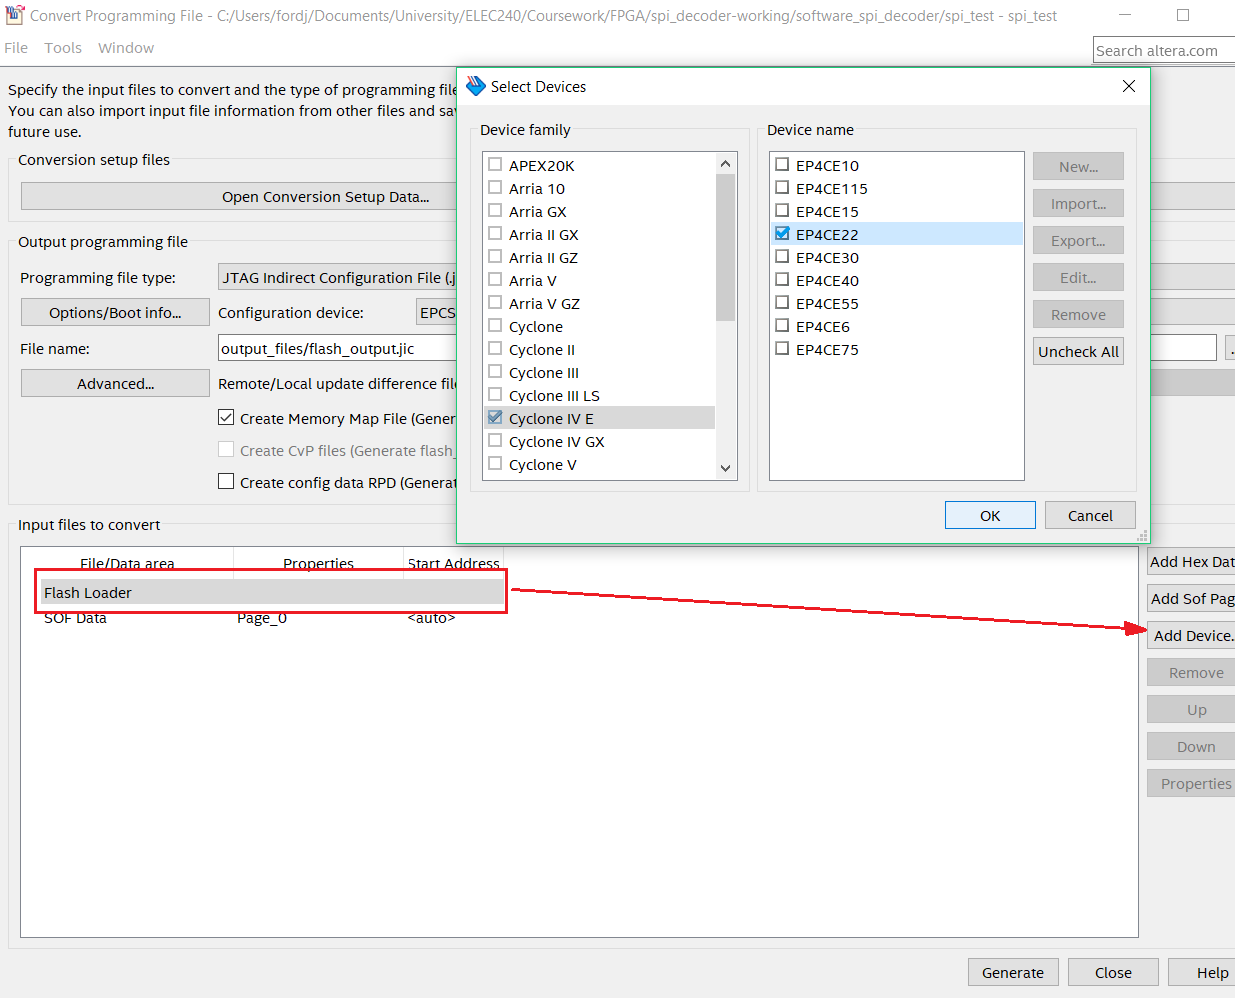 Convert Programming File - C:/Users/fordj/Documents/University/ELEC240/Coursework/FPGA/spi_decoder-working/software_spi_decoder/spi_test - spi_test
File Tools Window
Search altera.com
Specify the input files to convert and the type of programming file
You can also import input file information from other files and sa
future use.
Conversion setup files
Open Conversion Setup Data...
Output programming file
Programming file type:
JTAG Indirect Configuration File (.j
Options/Boot info...
Configuration device:
EPCS
File name:
output_files/flash_output.jic
Advanced...
Remote/Local update difference file
Create Memory Map File (Gener
Create CvP files (Generate flash_
Create config data RPD (Generat
Select Devices
Device family
APEX20K
Arria 10
Arria GX
Arria II GX
Arria II GZ
Arria V
Arria V GZ
Cyclone
Cyclone II
Cyclone III
Cyclone III LS
Cyclone IV E
Cyclone IV GX
Cyclone V
Device name
EP4CE10
EP4CE115
EP4CE15
EP4CE22
EP4CE30
EP4CE40
EP4CE55
EP4CE6
EP4CE75
New...
Import...
Export...
Edit...
Remove
Uncheck All
OK
Cancel
Input files to convert
File/Data area Properties Start Address
Flash Loader
SOF Data Page_0 <auto>
Add Hex Dat
Add Sof Pag
Add Device.
Remove
Up
Down
Properties
Generate
Close
Help